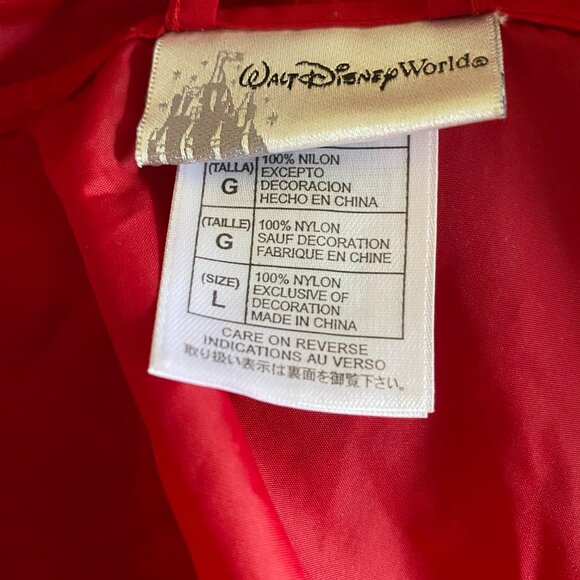 Walt Disney World®
(TALLA)
G
100% NILON
EXCEPTO
DECORACION
HECHO EN CHINA
(TAILLE)
G
100% NYLON
SAUF DECORATION
FABRIQUE EN CHINE
(SIZE)
L
100% NYLON
EXCLUSIVE OF
DECORATION
MADE IN CHINA
CARE ON REVERSE
INDICATIONS AU VERSO
取り扱い表示は裏面を御覧下さい。